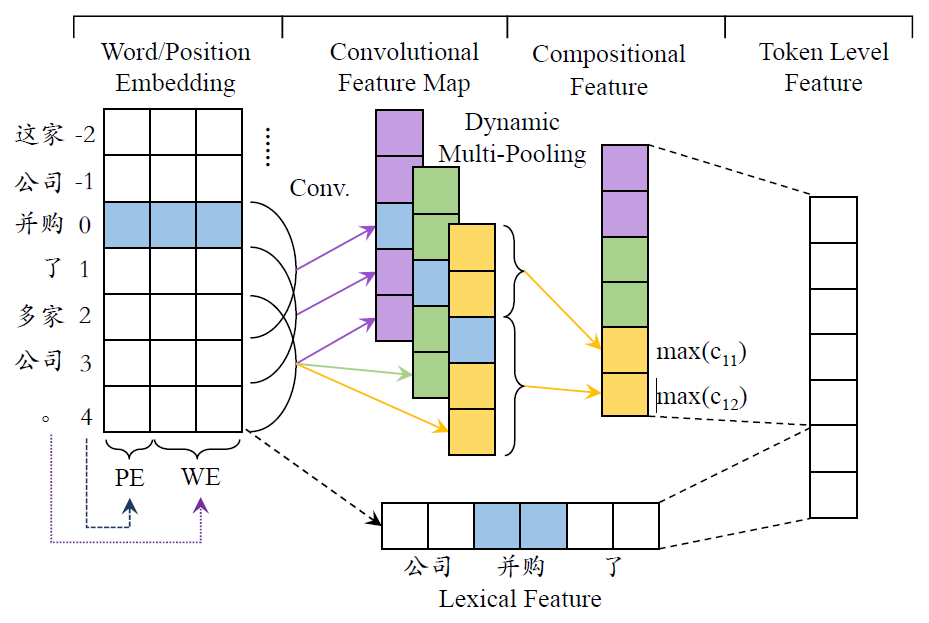 Word/Position
Embedding
Convolutional
Feature Map
Compositional
Feature
Token Level
Feature
Dynamic
Multi-Pooling
Conv.
这家 -2
公司 -1
并购 0
了 1
多家 2
公司 3
。 4
PE WE
max(c11)
max(c12)
公司 并购 了
Lexical Feature